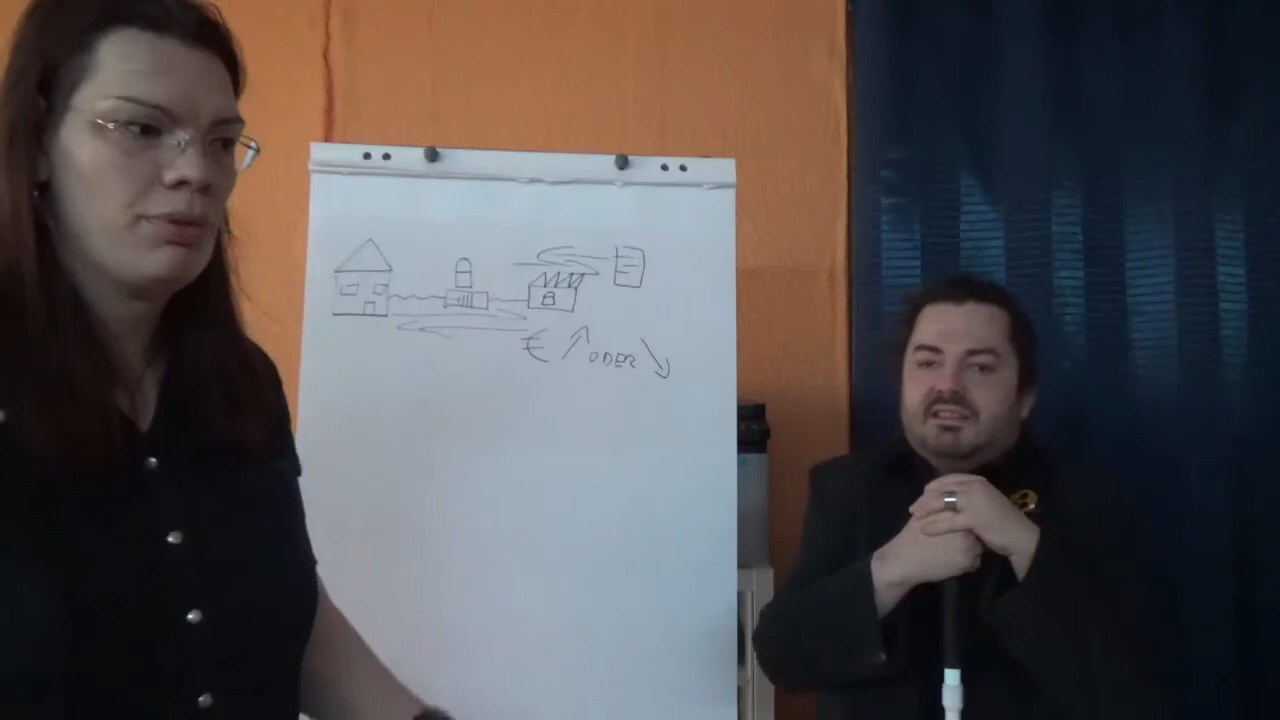 € ↗ ODER ↘